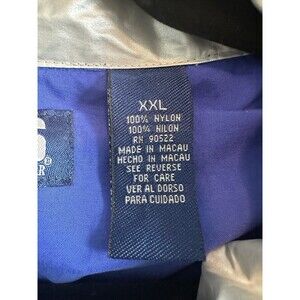 XXL
100% NYLON
100% NILON
RN 90522
MADE IN MACAU
HECHO IN MACAU
SEE REVERSE
FOR CARE
VER AL DORSO
PARA CUIDADO